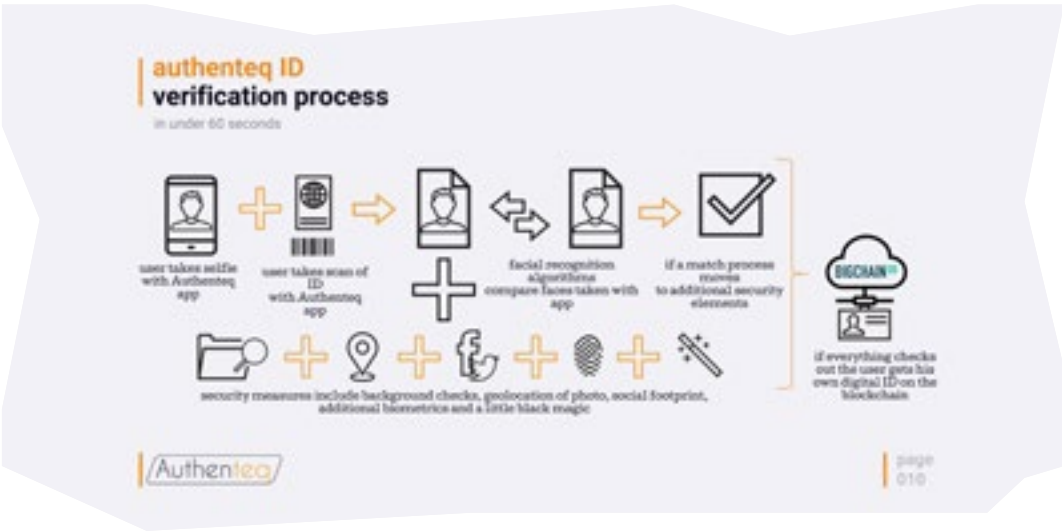 authenteq ID
verification process
in under 60 seconds
user takes selfie
with Authenteq
app
user takes scan of
ID
with Authenteq
app
facial recognition
algorithms
compare faces taken with
app
if a match process
moves
to additional security
elements
BIGCHAINDB
if everything checks
out the user gets his
own digital ID on the
blockchain
security measures include background checks, geolocation of photo, social footprint,
additional biometrics and a little black magic
Authenteq
page
010